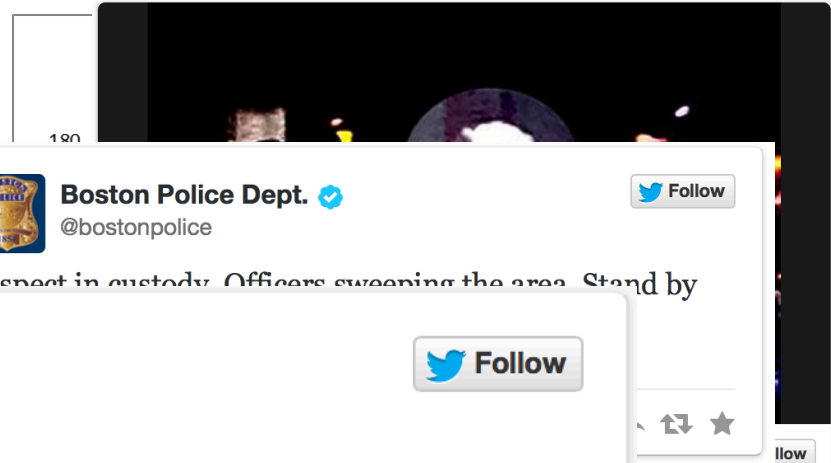 180
Boston Police Dept.
Follow
@bostonpolice
spect in custody. Officers sweeping the area. Stand by
Follow
llow